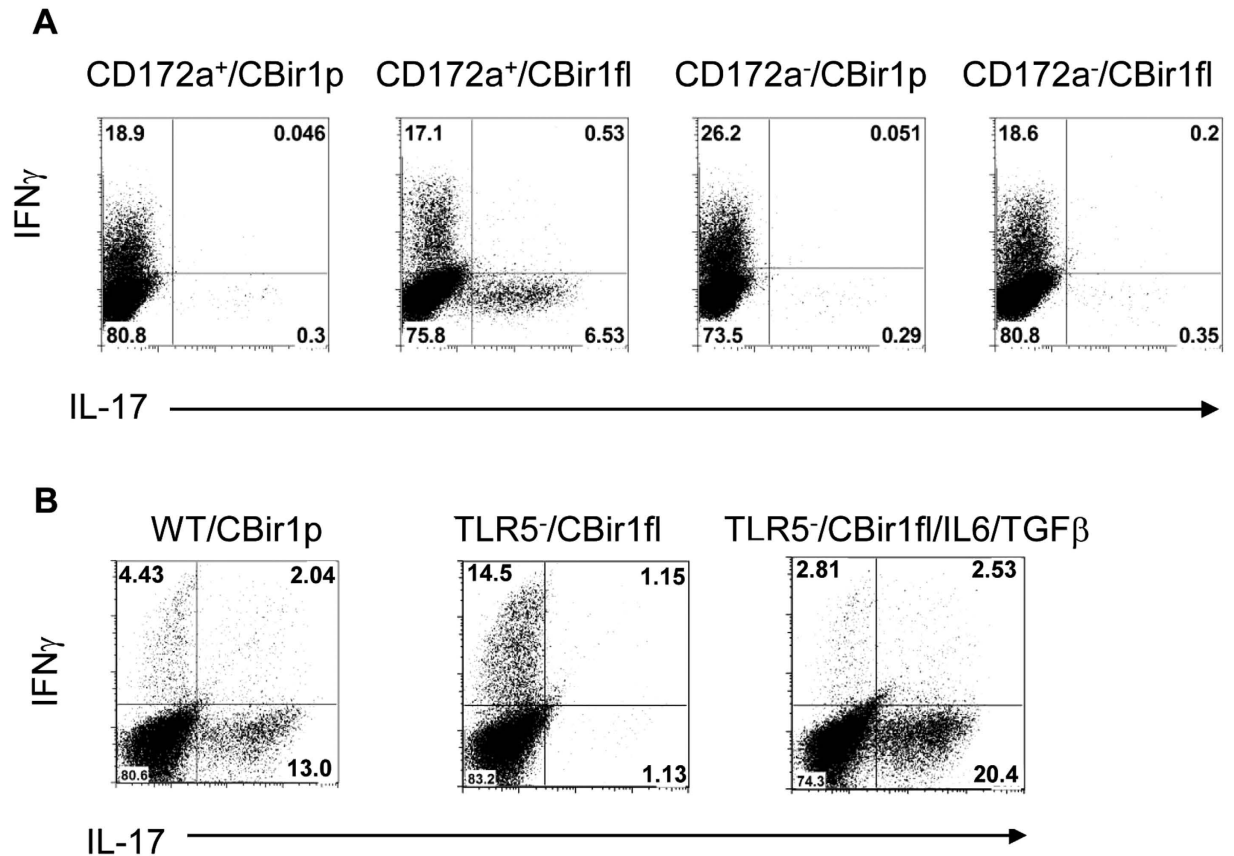 A
CD172a⁺/CBir1p CD172a⁺/CBir1fl CD172a⁻/CBir1p CD172a⁻/CBir1fl
18.9 0.046 17.1 0.53 26.2 0.051 18.6 0.2
IFNγ
80.8 0.3 75.8 6.53 73.5 0.29 80.8 0.35
IL-17
B
WT/CBir1p TLR5⁻/CBir1fl TLR5⁻/CBir1fl/IL6/TGFβ
4.43 2.04 14.5 1.15 2.81 2.53
IFNγ
80.6 13.0 83.2 1.13 74.3 20.4
IL-17